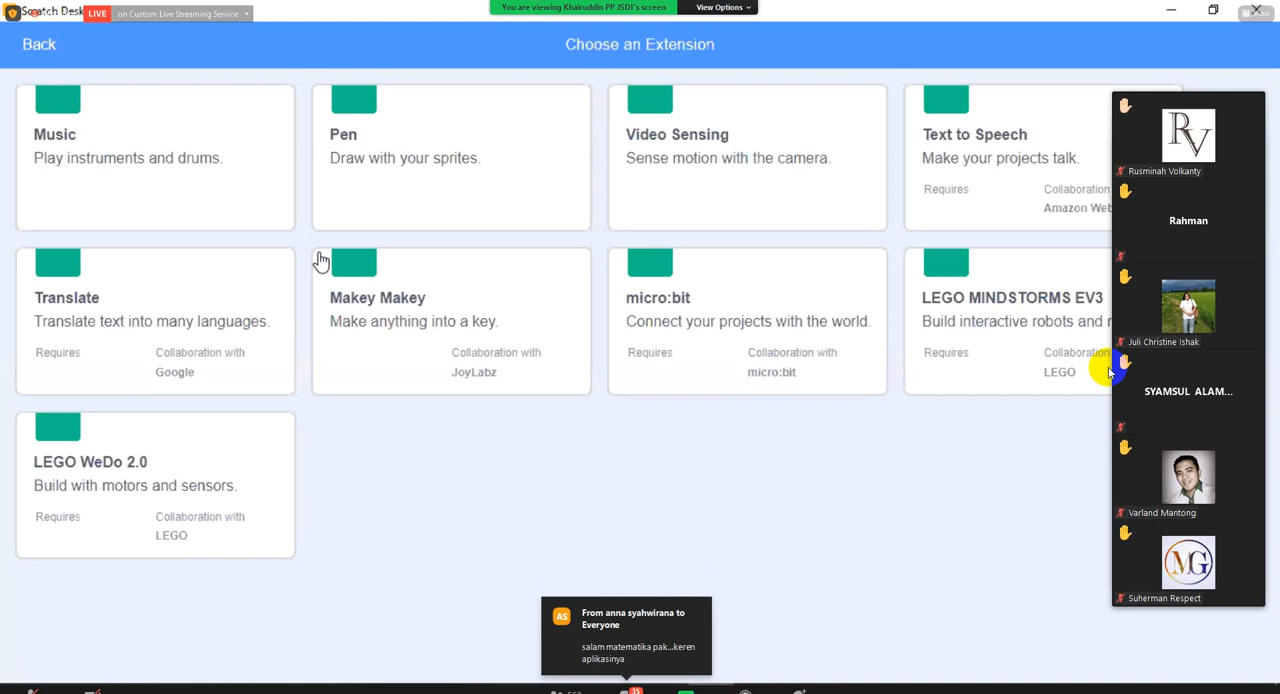 Scratch Desk
LIVE
on Custom Live Streaming Service
You are viewing Khairuddin PP JSDI's screen
View Options
View
Back
Choose an Extension
Music
Play instruments and drums.
Pen
Draw with your sprites.
Video Sensing
Sense motion with the camera.
Text to Speech
Make your projects talk.
Requires
Collaboration
Amazon Web
Translate
Translate text into many languages.
Requires
Collaboration with
Google
Makey Makey
Make anything into a key.
Collaboration with
JoyLabz
micro:bit
Connect your projects with the world.
Requires
Collaboration with
micro:bit
LEGO MINDSTORMS EV3
Build interactive robots and
Requires
Collaboration
LEGO
LEGO WeDo 2.0
Build with motors and sensors.
Requires
Collaboration with
LEGO
RV
Rusminah Volkanty
Rahman
Juli Christine Ishak
SYAMSUL ALAM...
Varland Mantong
MG
Suherman Respect
AS
From anna syahwirana to
Everyone
salam matematika pak...keren
aplikasinya
35